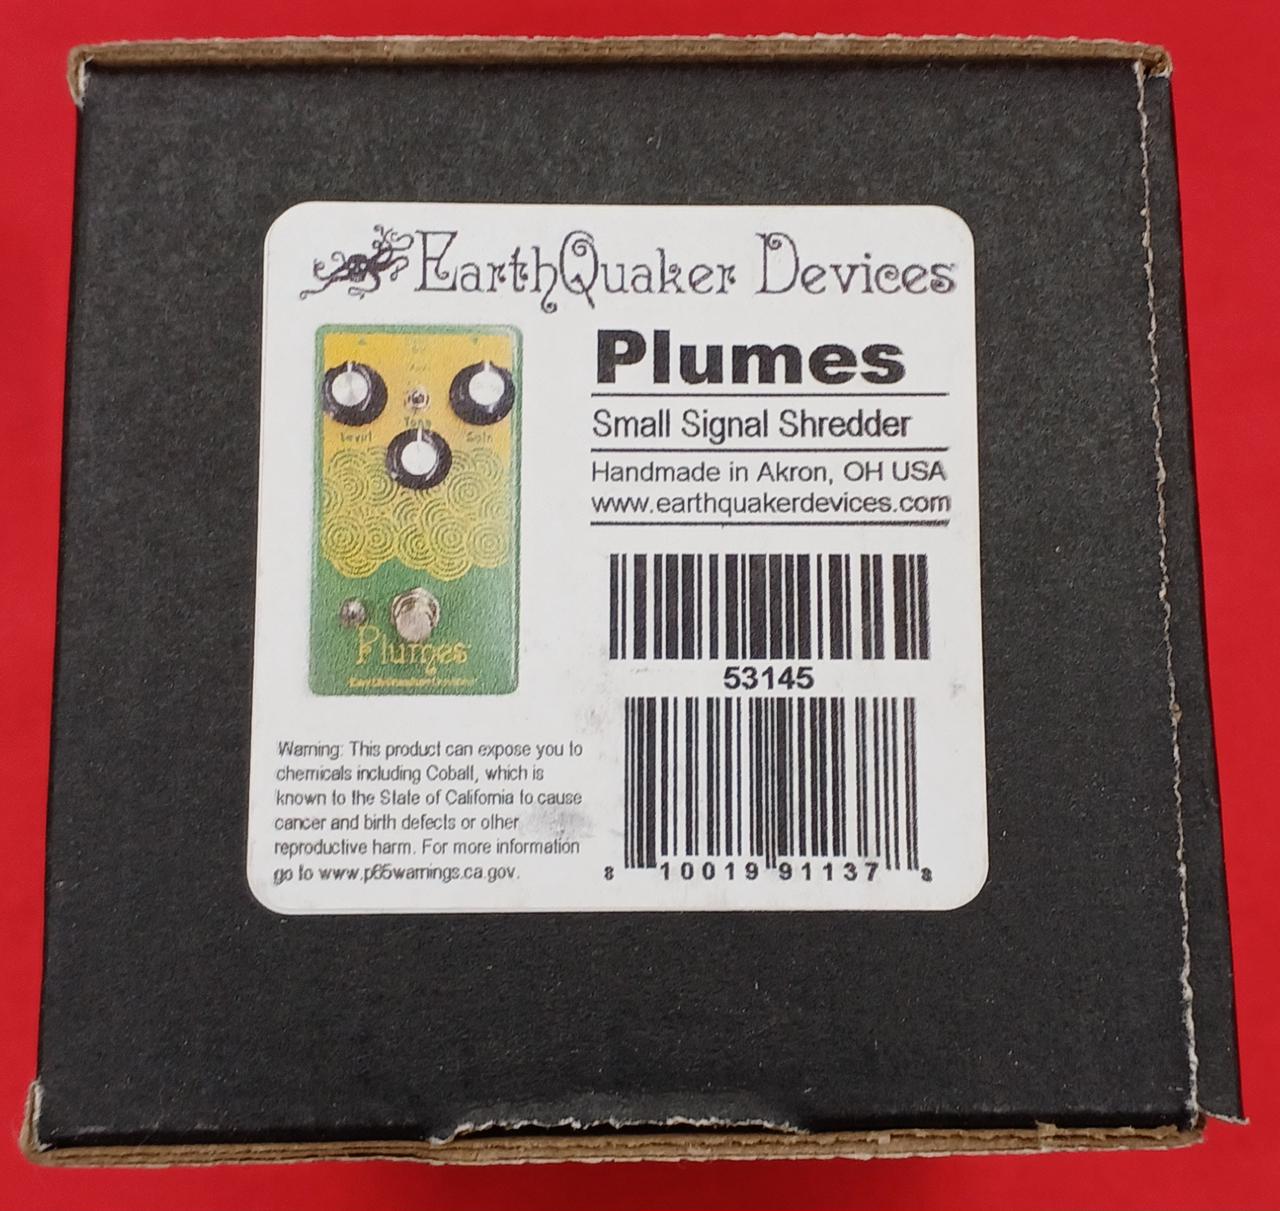 EarthQuaker Devices
Plumes
Small Signal Shredder
Handmade in Akron, OH USA
www.earthquakerdevices.com
Level
Tone
Gain
Plumes
EarthQuaker Devices
53145
8 10019 91137 8
Warning: This product can expose you to
chemicals including Cobalt, which is
known to the State of California to cause
cancer and birth defects or other
reproductive harm. For more information
go to www.p65warnings.ca.gov.